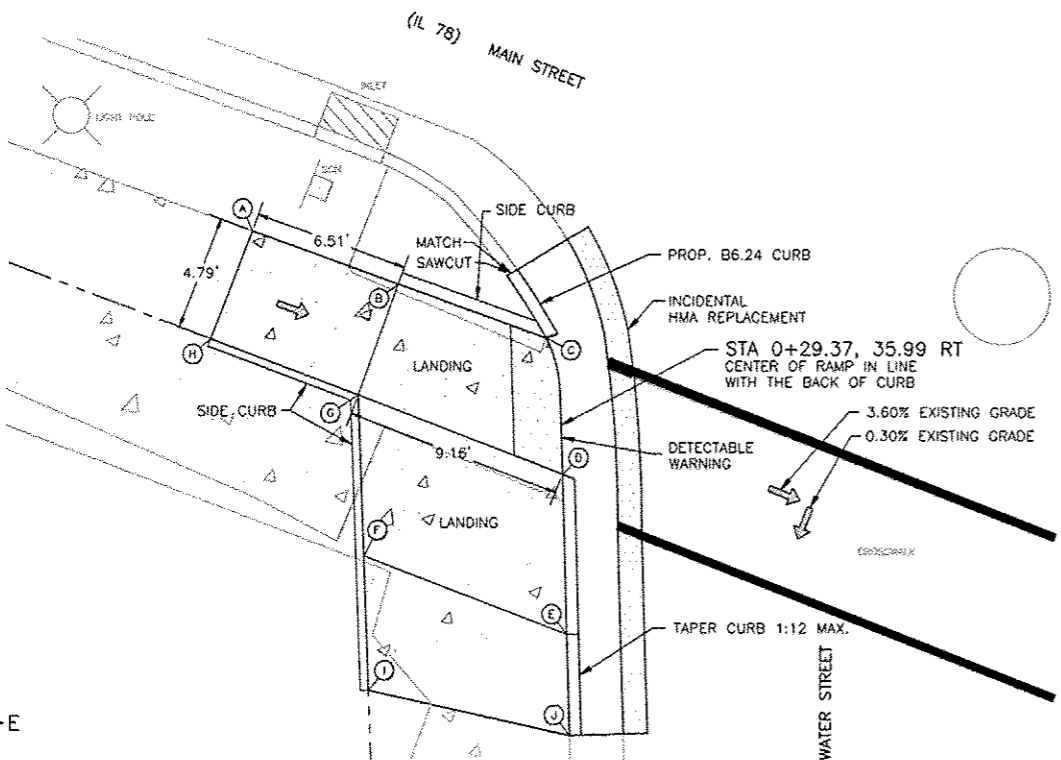 (IL 78) MAIN STREET
INLET
LIGHT POLE
SIGN
A
6.51'
SIDE CURB
MATCH
SAWCUT
PROP. B6.24 CURB
4.79'
B
INCIDENTAL
HMA REPLACEMENT
H
C
LANDING
STA 0+29.37, 35.99 RT
CENTER OF RAMP IN LINE
WITH THE BACK OF CURB
SIDE CURB
G
3.60% EXISTING GRADE
0.30% EXISTING GRADE
9.16'
D
DETECTABLE
WARNING
LANDING
F
CROSSWALK
E
TAPER CURB 1:12 MAX.
I
J
WATER STREET
-E